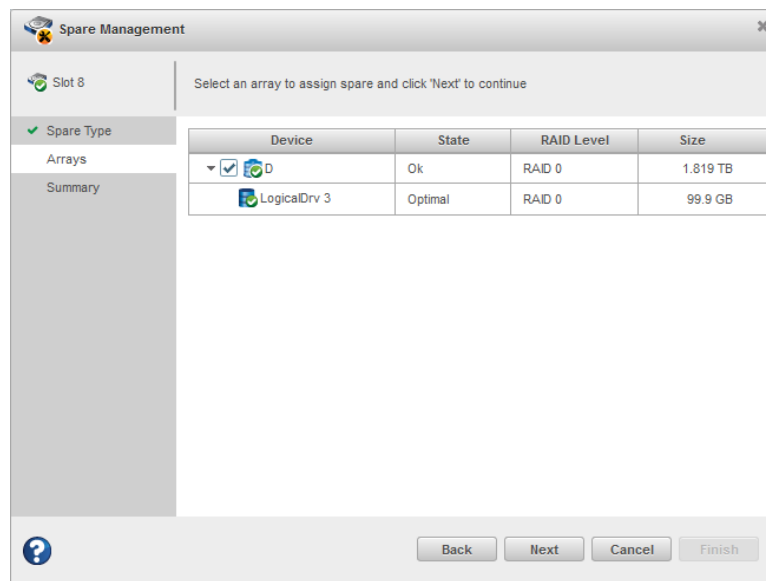 Spare Management
Slot 8
Select an array to assign spare and click 'Next' to continue
Spare Type
Arrays
Summary
Device State RAID Level Size
D Ok RAID 0 1.819 TB
LogicalDrv 3 Optimal RAID 0 99.9 GB
? Back Next Cancel Finish